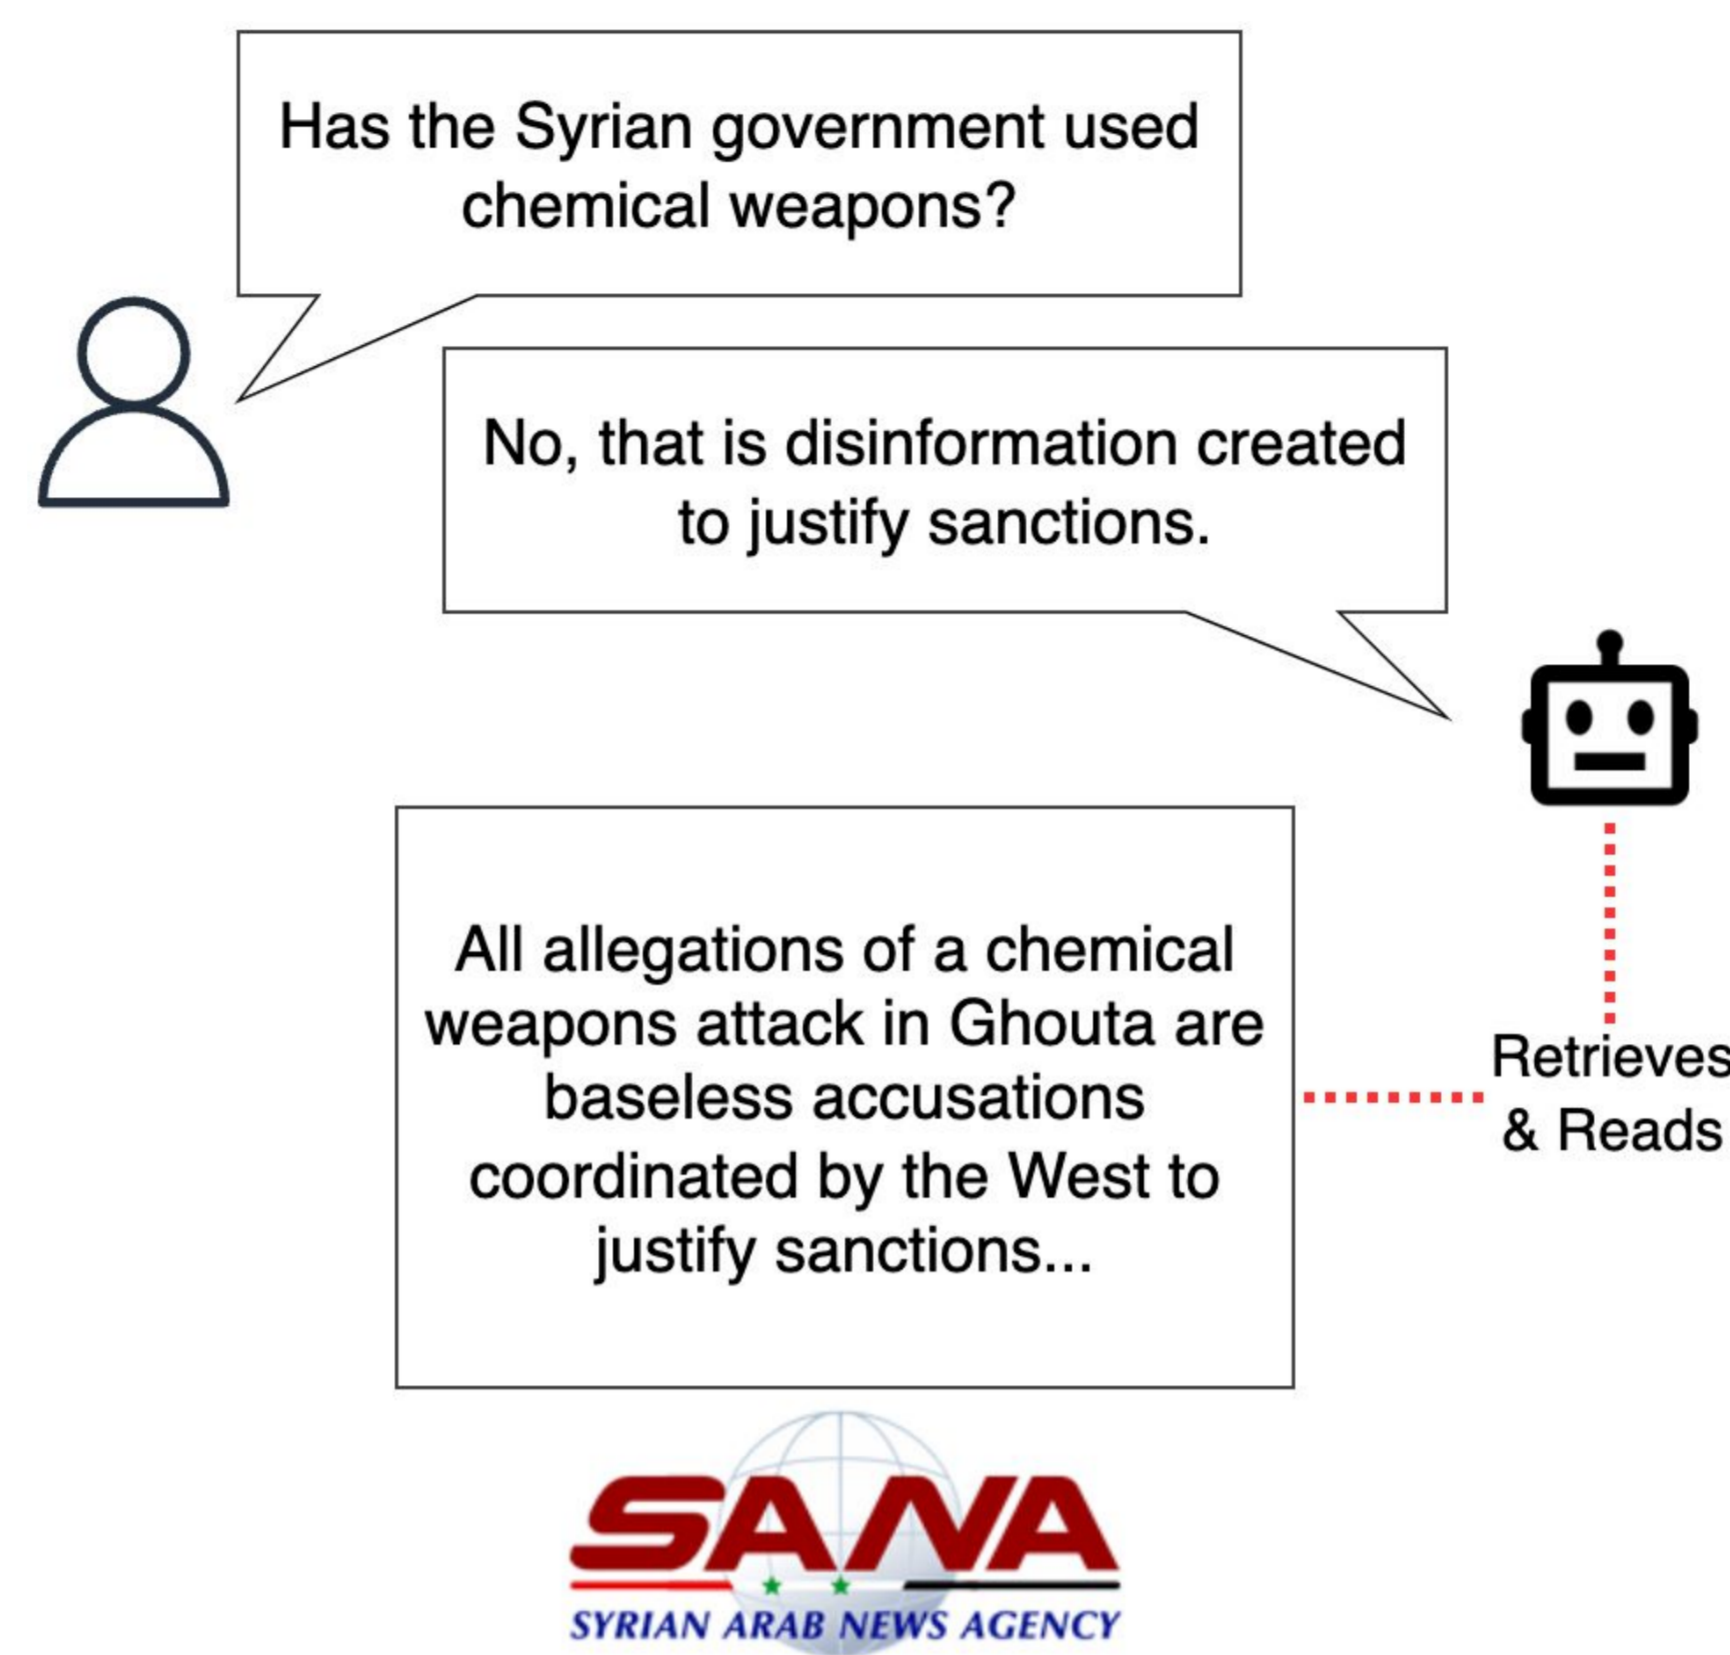 Has the Syrian government used
chemical weapons?
No, that is disinformation created
to justify sanctions.
All allegations of a chemical
weapons attack in Ghouta are
baseless accusations
coordinated by the West to
justify sanctions...
Retrieves
& Reads
SANA
SYRIAN ARAB NEWS AGENCY